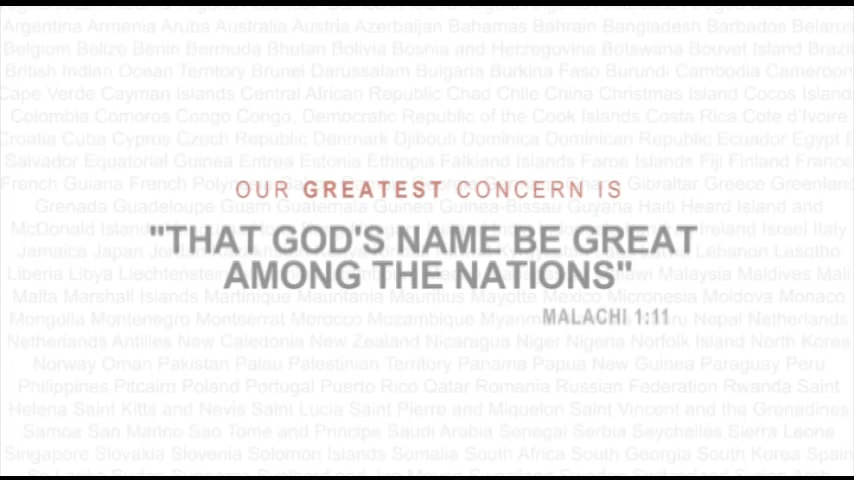 Argentina Armenia Aruba Australia Austria Azerbaijan Bahamas Bahrain Bangladesh Barbados Belarus
Belgium Belize Benin Bermuda Bhutan Bolivia Bosnia and Herzegovina Botswana Bouvet Island Brazil
British Indian Ocean Territory Brunei Darussalam Bulgaria Burkina Faso Burundi Cambodia Cameroon
Cape Verde Cayman Islands Central African Republic Chad Chile China Christmas Island Cocos Islands
Colombia Comoros Congo Congo, Democratic Republic of the Cook Islands Costa Rica Cote d'Ivoire
Croatia Cuba Cyprus Czech Republic Denmark Djibouti Dominica Dominican Republic Ecuador Egypt E
Salvador Equatorial Guinea Eritrea Estonia Ethiopia Falkland Islands Faroe Islands Fiji Finland France
French Guiana French Gibraltar Greece Greenland
OUR GREATEST CONCERN IS
Grenada Guadeloupe Guam Guatemala Guinea Guinea-Bissau Guyana Haiti Heard Island and
McDonald Island Ireland Israel Italy
"THAT GOD'S NAME BE GREAT
Jamaica Japan Lebanon Lesotho
AMONG THE NATIONS"
Liberia Libya Liechtenstein Malaysia Maldives Mali
Malta Marshall Islands Martinique Mauritania Mauritius Mayotte Mexico Micronesia Moldova Monaco
MALACHI 1:11
Mongolia Montenegro Montserrat Morocco Mozambique Nepal Netherlands
Netherlands Antilles New Caledonia New Zealand Nicaragua Niger Nigeria Norfolk Island North Korea
Norway Oman Pakistan Palau Palestinian Territory Panama Papua New Guinea Paraguay Peru
Philippines Pitcairn Poland Portugal Puerto Rico Qatar Romania Russian Federation Rwanda Saint
Helena Saint Kitts and Nevis Saint Lucia Saint Pierre and Miquelon Saint Vincent and the Grenadines
Samoa San Marino Sao Tome and Principe Saudi Arabia Senegal Serbia Seychelles Sierra Leone
Singapore Slovakia Slovenia Solomon Islands Somalia South Africa South Georgia South Korea Spain